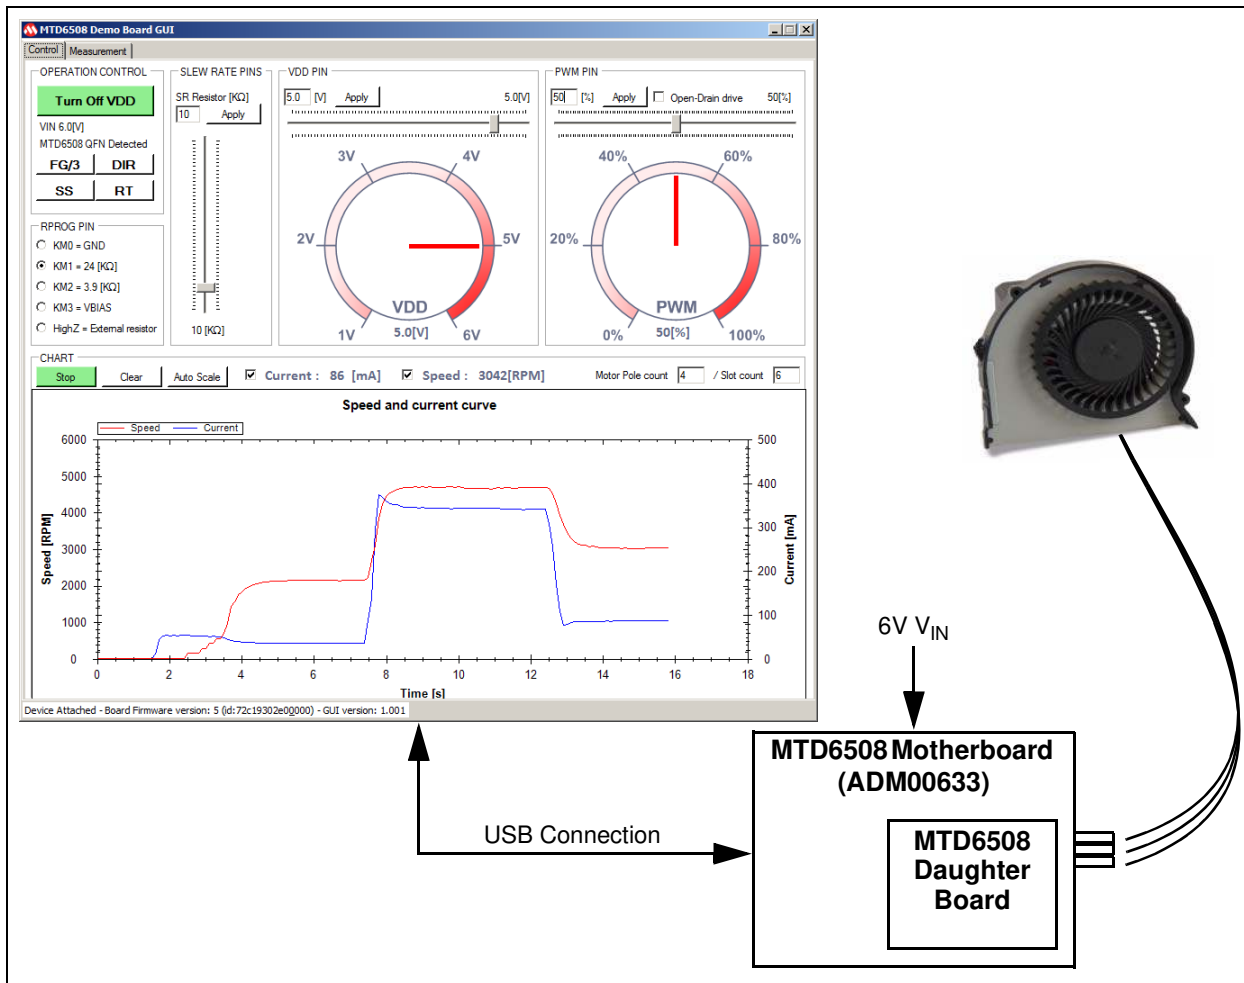 MTD6508 Demo Board GUI
Control Measurement
OPERATION CONTROL
Turn Off VDD
VIN 6.0[V]
MTD6508 QFN Detected
FG/3 DIR
SS RT
RPROG PIN
KM0 = GND
KM1 = 24 [KΩ]
KM2 = 3.9 [KΩ]
KM3 = VBIAS
HighZ = External resistor
SLEW RATE PINS
SR Resistor [KΩ]
10 Apply
10 [KΩ]
VDD PIN
5.0 [V] Apply 5.0[V]
3V 4V
2V 5V
VDD
1V 5.0[V] 6V
PWM PIN
50 [%] Apply Open-Drain drive 50[%]
40% 60%
20% 80%
PWM
0% 50[%] 100%
CHART
Stop Clear Auto Scale Current : 86 [mA] Speed : 3042[RPM] Motor Pole count 4 / Slot count 6
Speed and current curve
Speed Current
6000 500
5000 400
4000 300
3000
2000 200
1000 100
0 0
Speed [RPM]
Current [mA]
0 2 4 6 8 10 12 14 16 18
Time [s]
Device Attached - Board Firmware version: 5 (id:72c19302e00000) - GUI version: 1.001
6V VIN
MTD6508 Motherboard
(ADM00633)
USB Connection
MTD6508
Daughter
Board